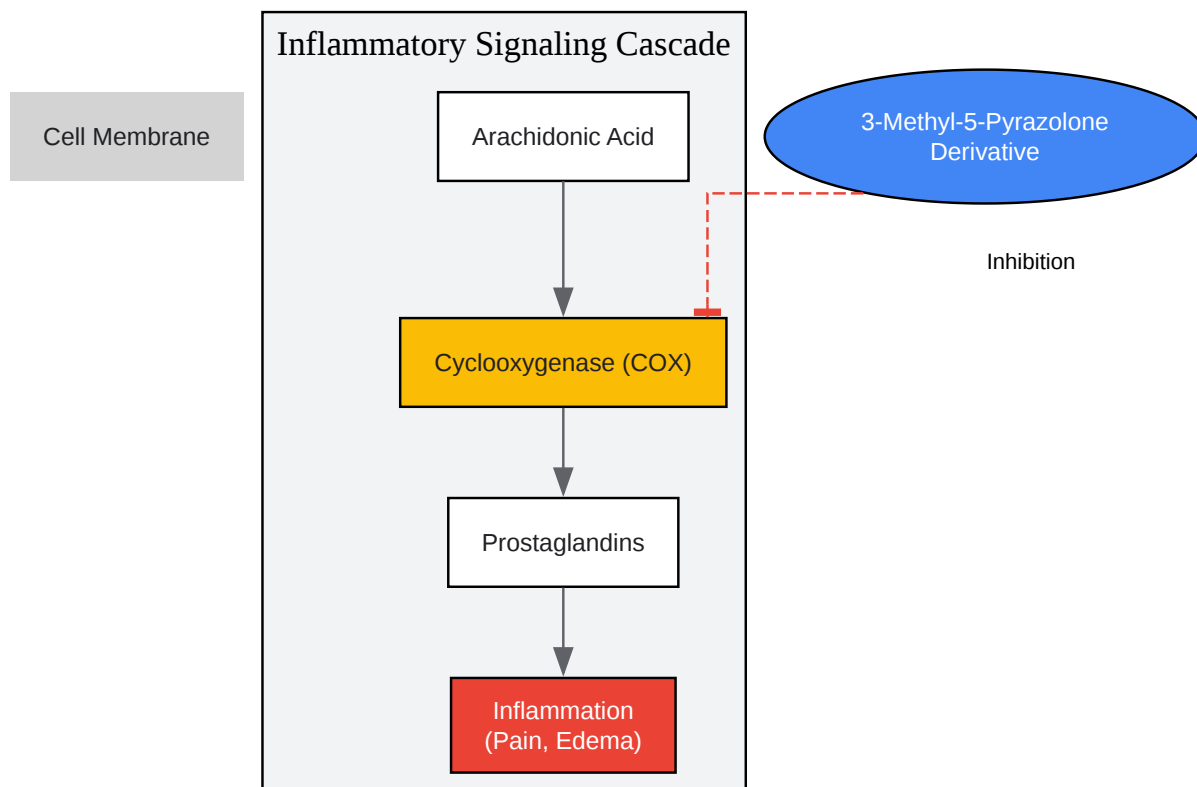 Inflammatory Signaling Cascade
Cell Membrane
Arachidonic Acid
3-Methyl-5-Pyrazolone
Derivative
Inhibition
Cyclooxygenase (COX)
Prostaglandins
Inflammation
(Pain, Edema)